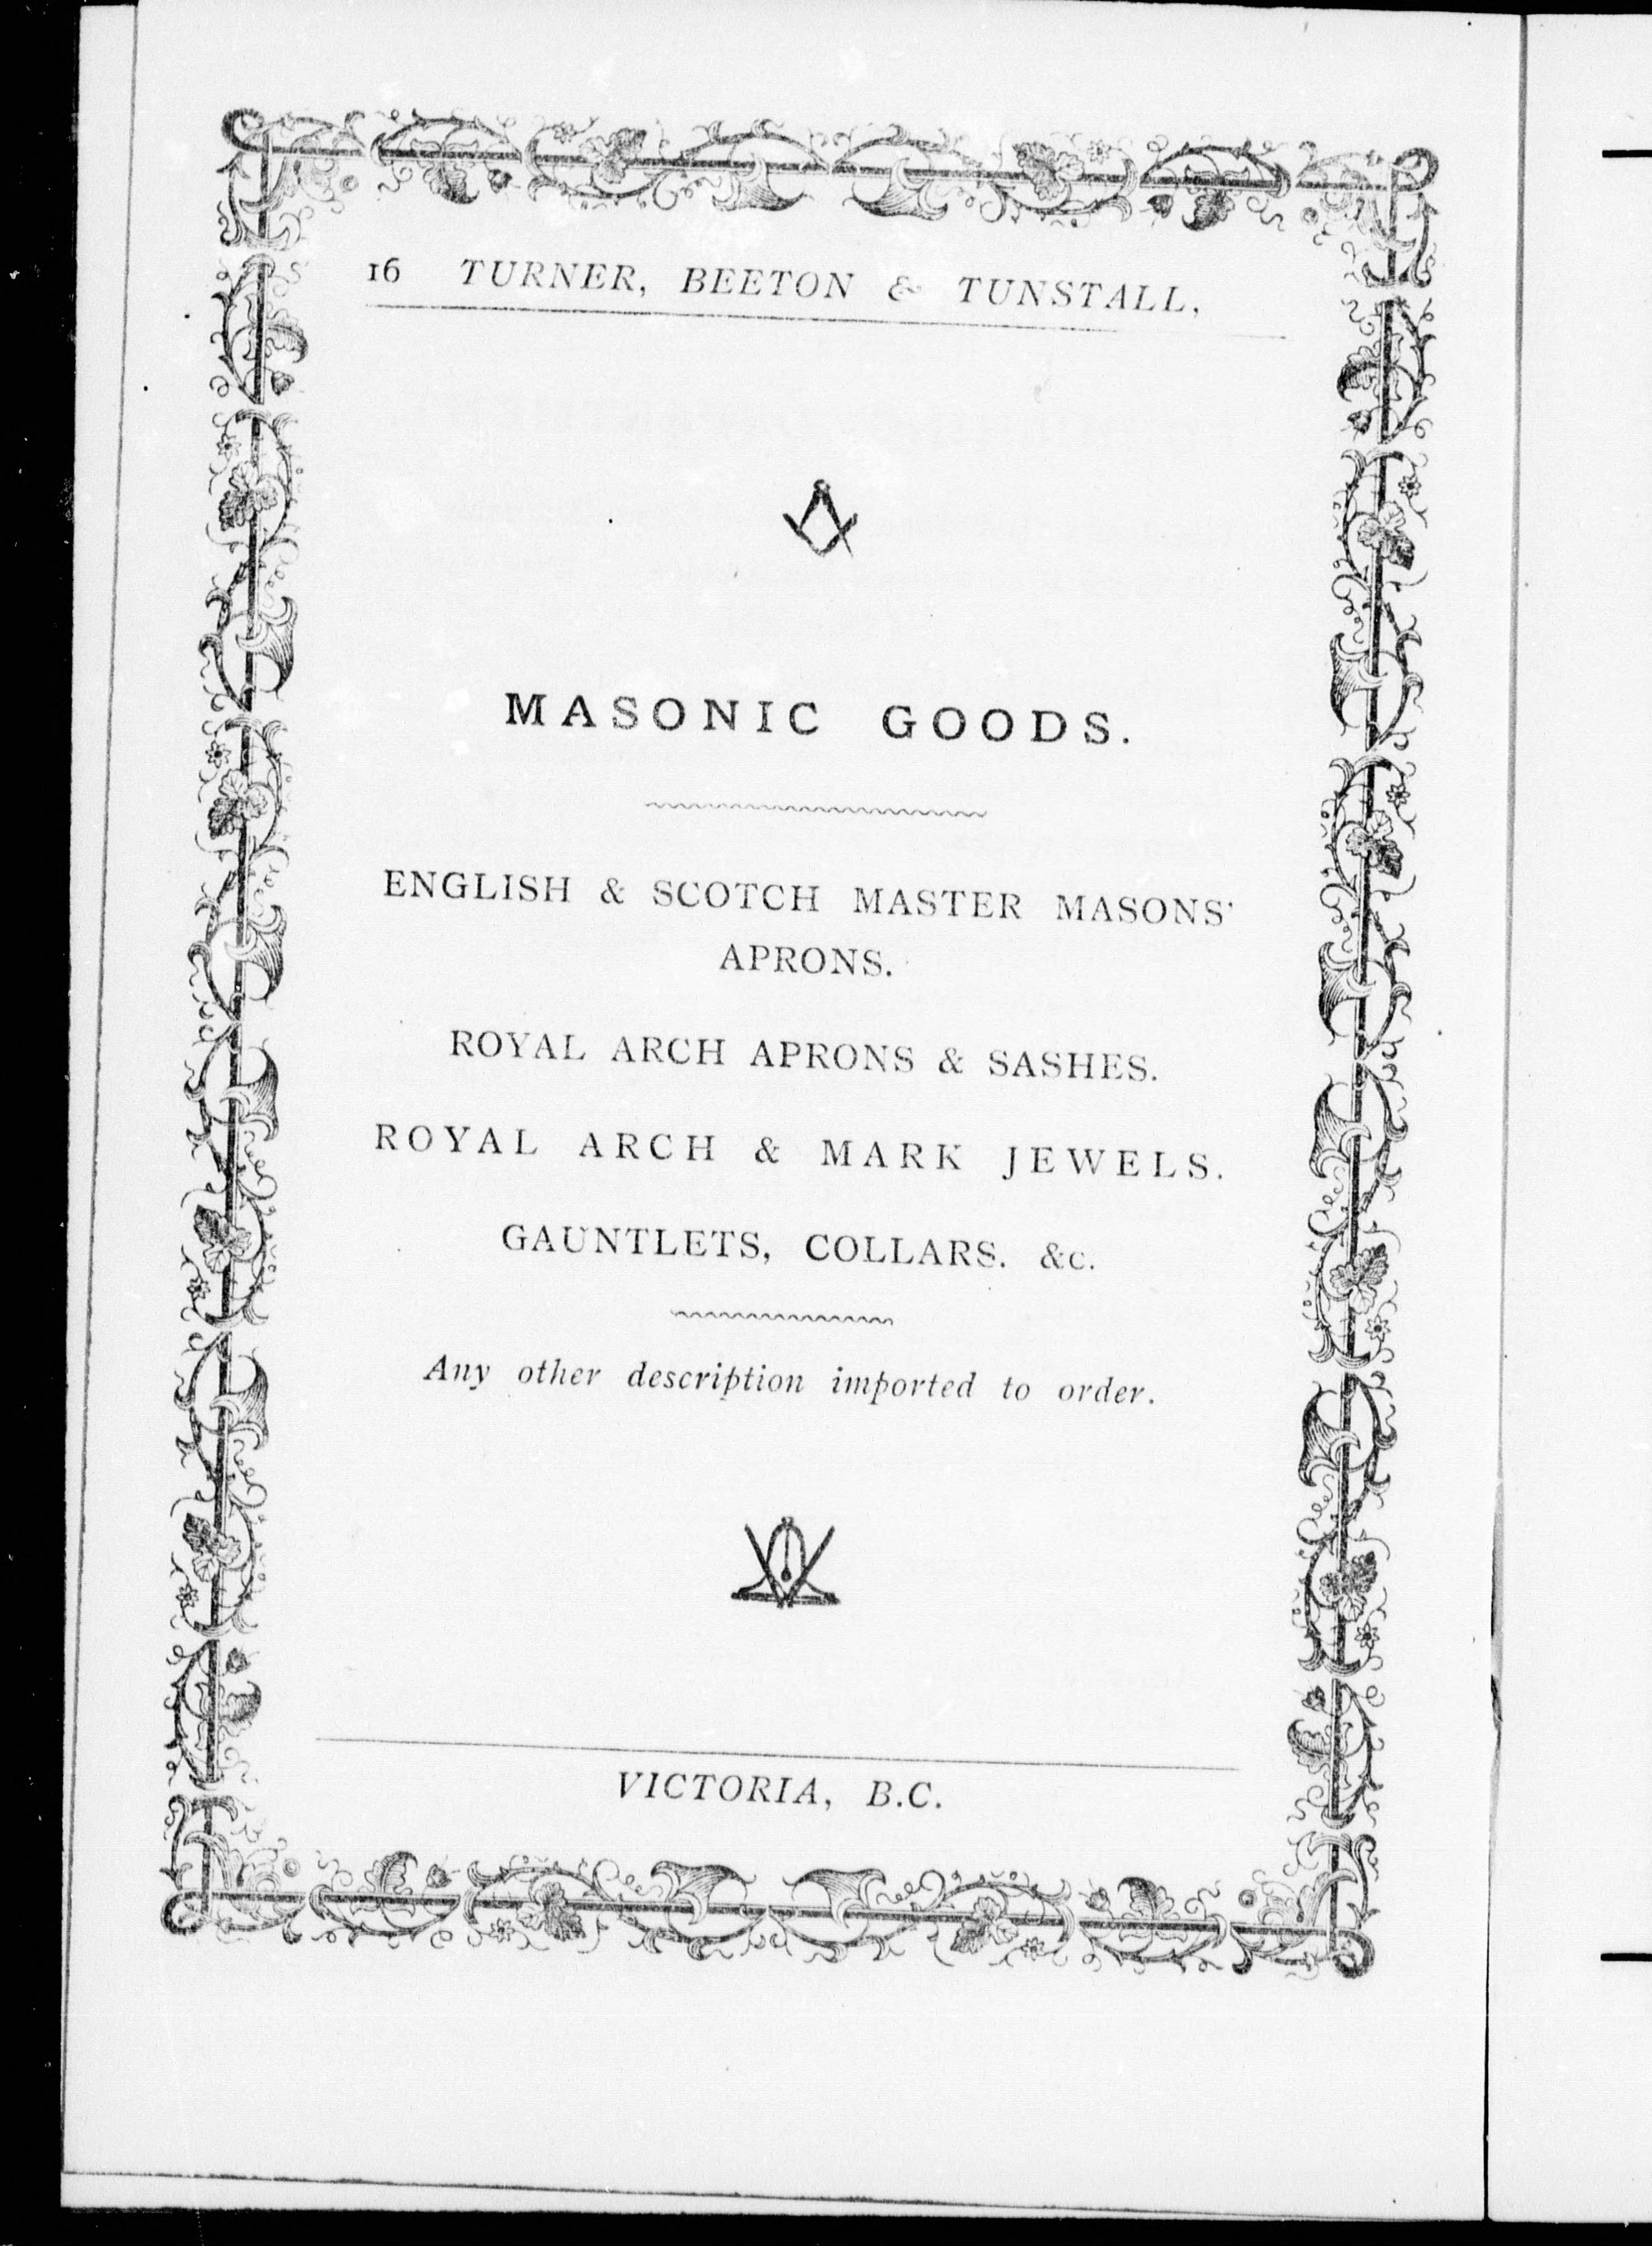 16 TURNER, BEETON & TUNSTALL,
MASONIC GOODS.
ENGLISH & SCOTCH MASTER MASONS'
APRONS.
ROYAL ARCH APRONS & SASHES.
ROYAL ARCH & MARK JEWELS.
GAUNTLETS, COLLARS. &c.
Any other description imported to order.
VICTORIA, B.C.